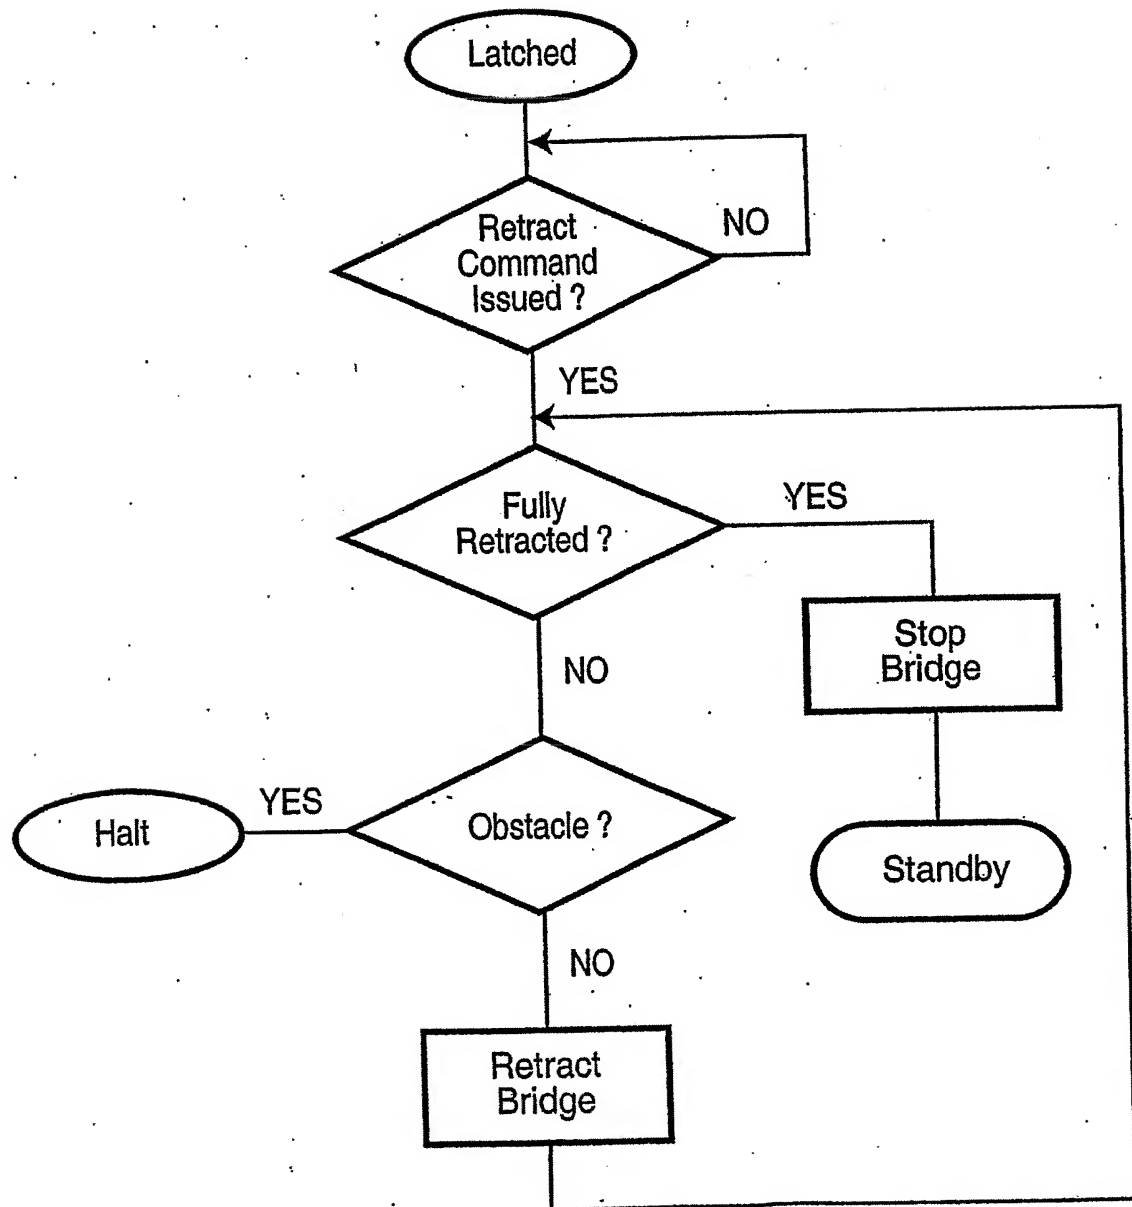 Latched
NO
Retract
Command
Issued ?
YES
Fully
Retracted ?
YES
Stop
Bridge
NO
YES
Halt
Obstacle ?
Standby
NO
Retract
Bridge